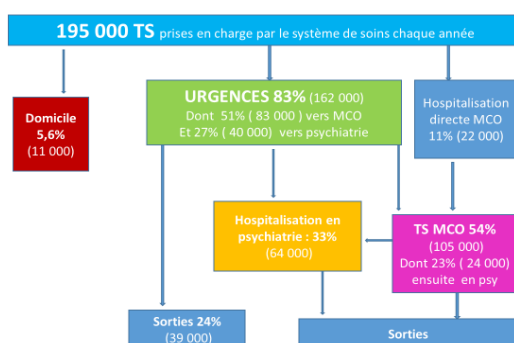 195 000 TS prises en charge par le système de soins chaque année
URGENCES 83% (162 000)
Dont 51% ( 83 000 ) vers MCO
Et 27% ( 40 000) vers psychiatrie
Domicile
5,6%
(11 000)
Hospitalisation
directe MCO
11% (22 000)
Hospitalisation en
psychiatrie : 33%
(64 000)
TS MCO 54%
(105 000)
Dont 23% ( 24 000)
ensuite en psy
Sorties 24%
(39 000)
Sorties